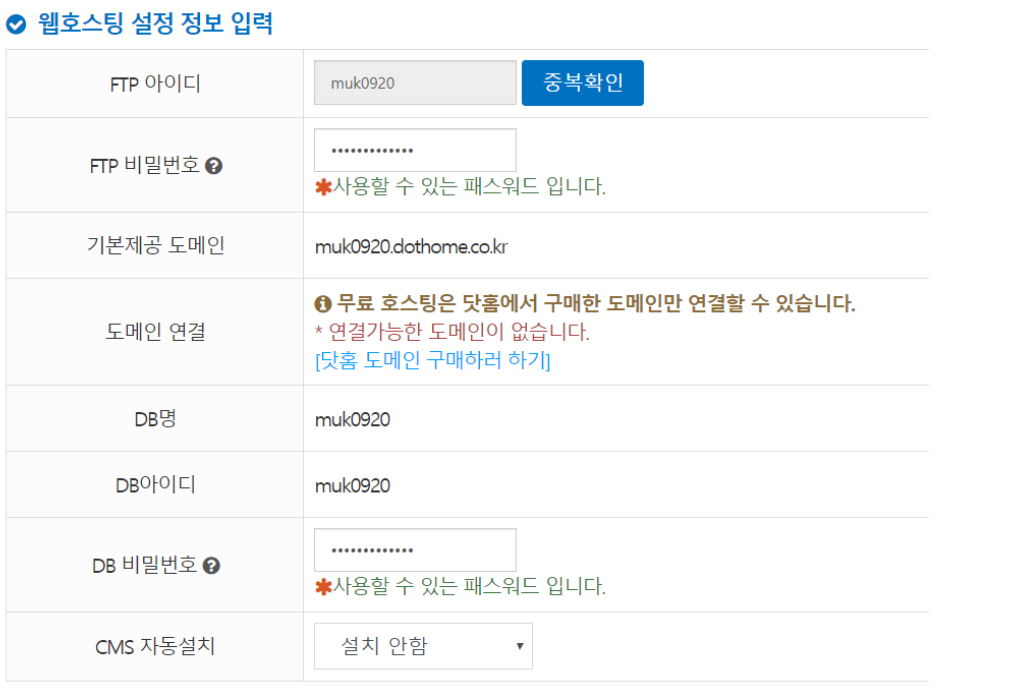 웹호스팅 설정 정보 입력
FTP 아이디
muk0920
중복확인
FTP 비밀번호
•••••••••••••
*사용할 수 있는 패스워드 입니다.
기본제공 도메인
muk0920.dothome.co.kr
도메인 연결
무료 호스팅은 닷홈에서 구매한 도메인만 연결할 수 있습니다.
* 연결가능한 도메인이 없습니다.
[닷홈 도메인 구매하러 하기]
DB명
muk0920
DB아이디
muk0920
DB 비밀번호
•••••••••••••
*사용할 수 있는 패스워드 입니다.
CMS 자동설치
설치 안함